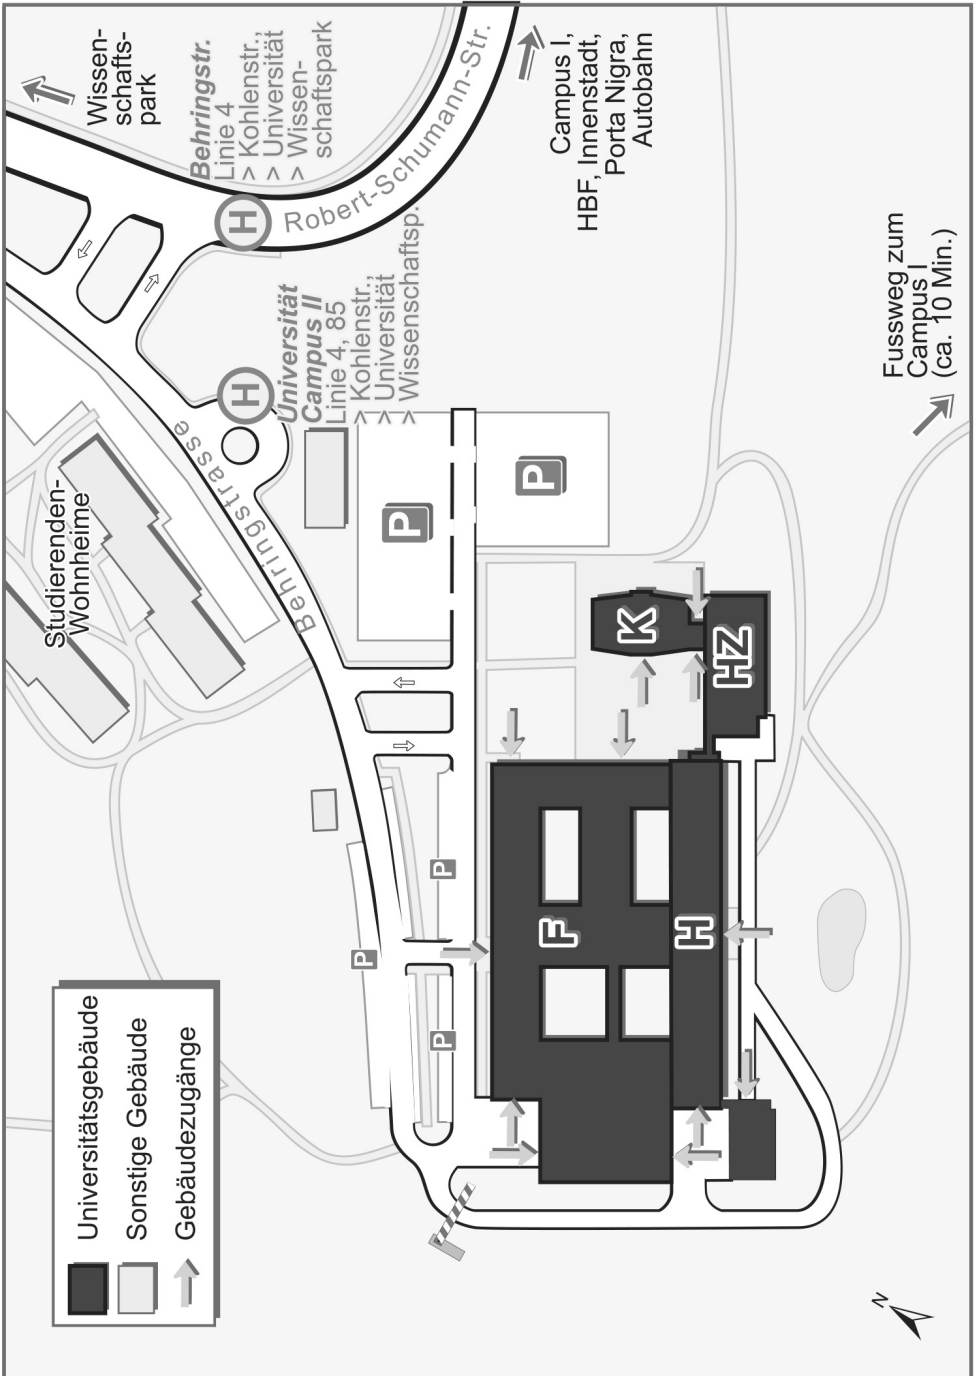 Universitätsgebäude
Sonstige Gebäude
Gebäudezugänge
Studierenden-
Wohnheime
Wissen-
schafts-
park
Behringstr.
Linie 4
> Kohlenstr.,
> Universität
> Wissen-
schaftspark
Robert-Schumann-Str.
H
H
Behringstrasse
Universität
Campus II
Linie 4, 85
> Kohlenstr.,
> Universität
> Wissenschaftsp.
Campus I,
HBF, Innenstadt,
Porta Nigra,
Autobahn
Fussweg zum
Campus I
(ca. 10 Min.)
P
P
P
P
P
F
H
K
HZ
N